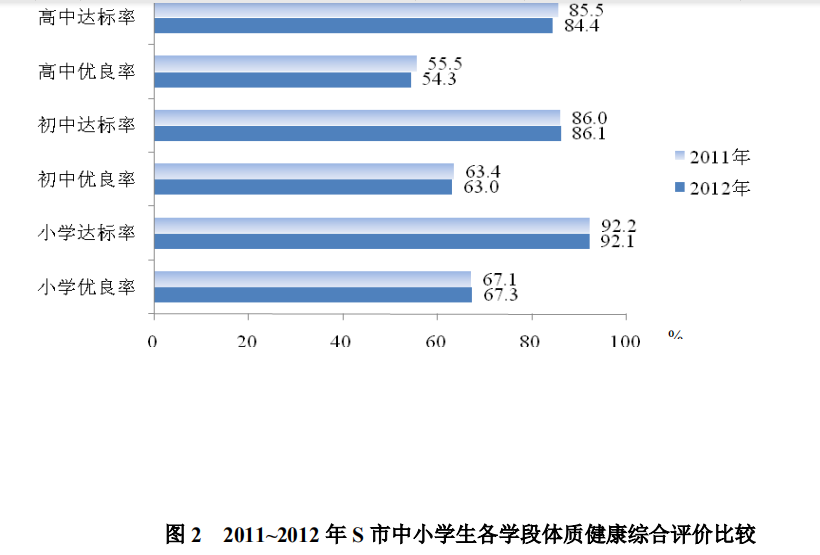 高中达标率 85.5
84.4
高中优良率 55.5
54.3
初中达标率 86.0
86.1
2011年
初中优良率 63.4
63.0
2012年
小学达标率 92.2
92.1
小学优良率 67.1
67.3
0 20 40 60 80 100 %
图 2 2011~2012 年 S 市中小学生各学段体质健康综合评价比较